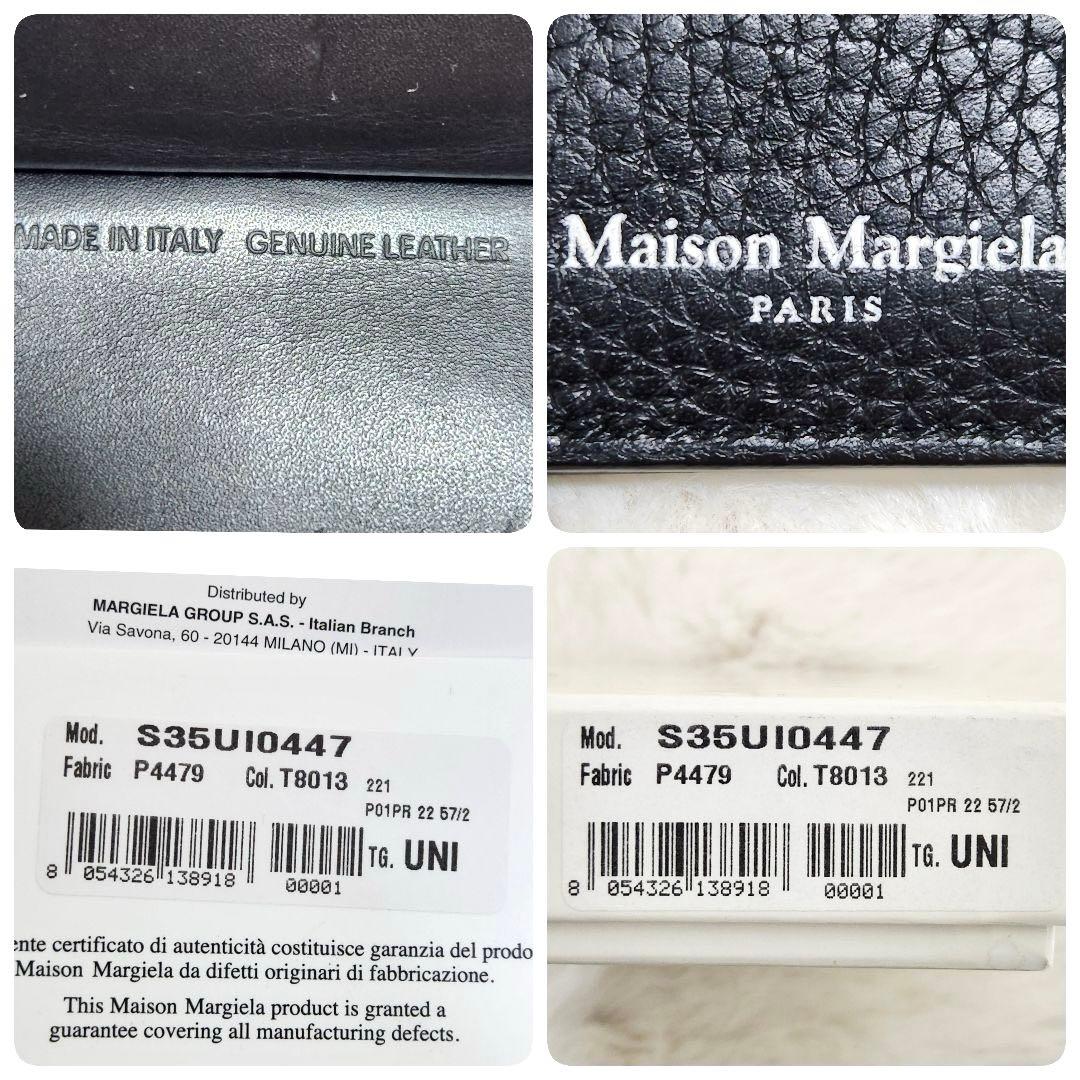 MADE IN ITALY GENUINE LEATHER
Maison Margiela
PARIS
Distributed by
MARGIELA GROUP S.A.S. - Italian Branch
Via Savona, 60 - 20144 MILANO (MI) - ITALY
Mod. S35UI0447
Fabric P4479 Col. T8013 221
P01PR 22 57/2
TG. UNI
8 054326 138918 00001
ente certificato di autenticità costituisce garanzia del prodo
Maison Margiela da difetti originari di fabbricazione.
This Maison Margiela product is granted a
guarantee covering all manufacturing defects.
Mod. S35UI0447
Fabric P4479 Col. T8013 221
P01PR 22 57/2
TG. UNI
8 054326 138918 00001